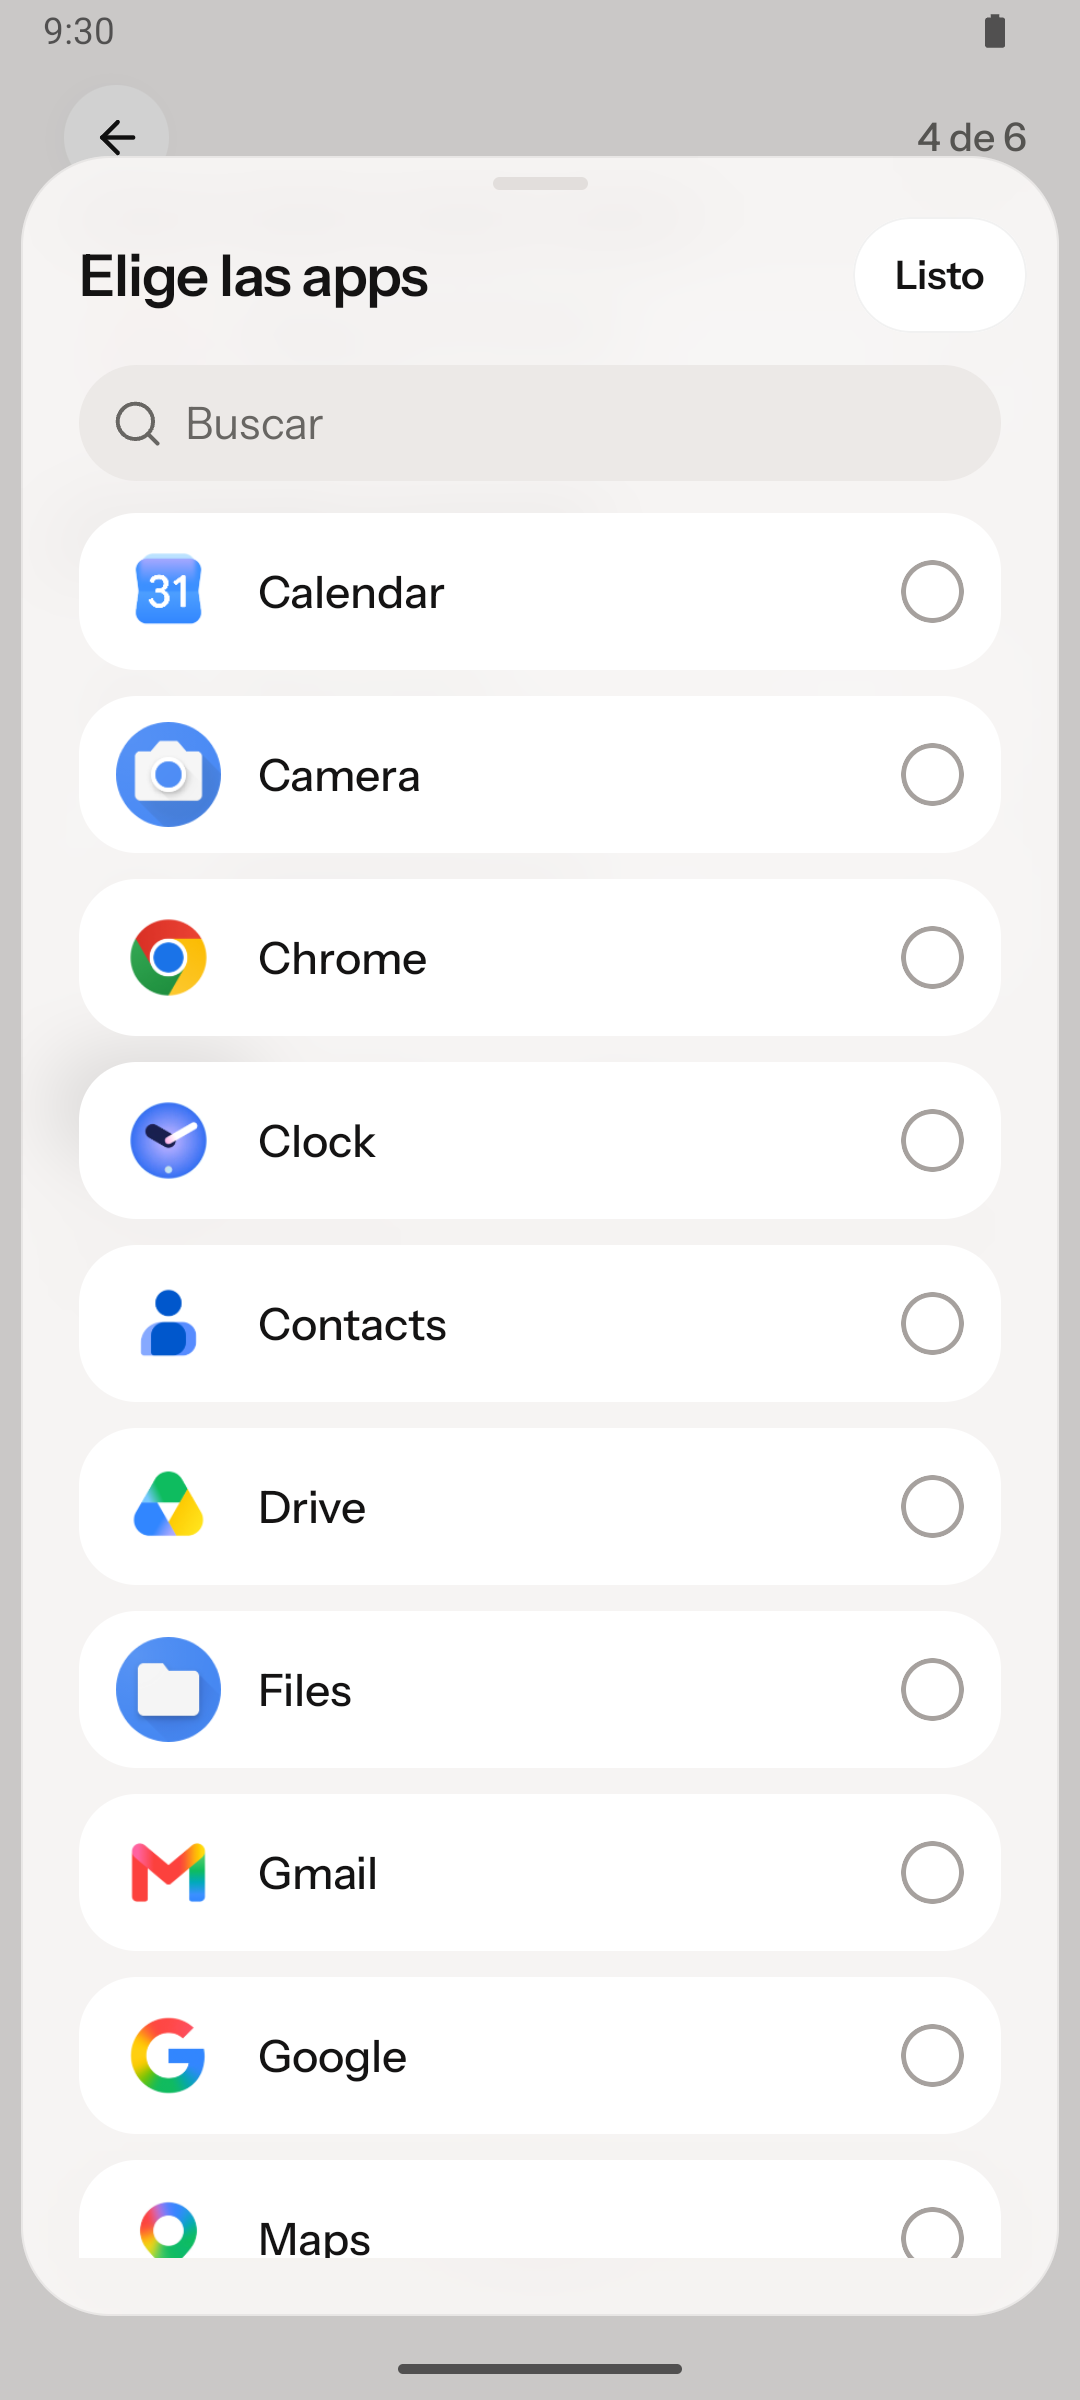 9:30
4 de 6
Elige las apps
Listo
Buscar
31
Calendar
Camera
Chrome
Clock
Contacts
Drive
Files
Gmail
Google
Maps